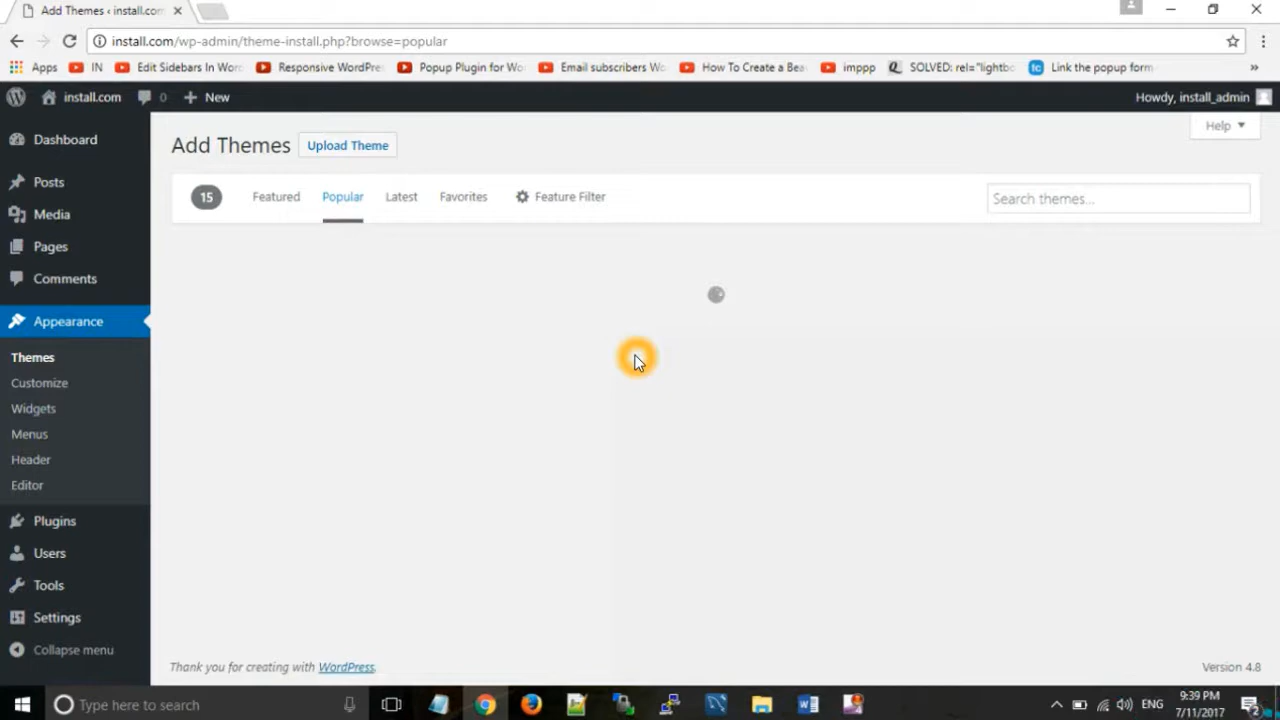 Add Themes ‹ install.com
install.com/wp-admin/theme-install.php?browse=popular
Apps IN Edit Sidebars In Wor Responsive WordPre Popup Plugin for Wo Email subscribers Wo How To Create a Bea imppp SOLVED: rel="lightbo Link the popup form »
install.com 0 New Howdy, install_admin
Help
Add Themes Upload Theme
15 Featured Popular Latest Favorites Feature Filter Search themes...
Dashboard
Posts
Media
Pages
Comments
Appearance
Themes
Customize
Widgets
Menus
Header
Editor
Plugins
Users
Tools
Settings
Collapse menu
Thank you for creating with WordPress. Version 4.8
Type here to search ENG 9:39 PM
7/11/2017 2